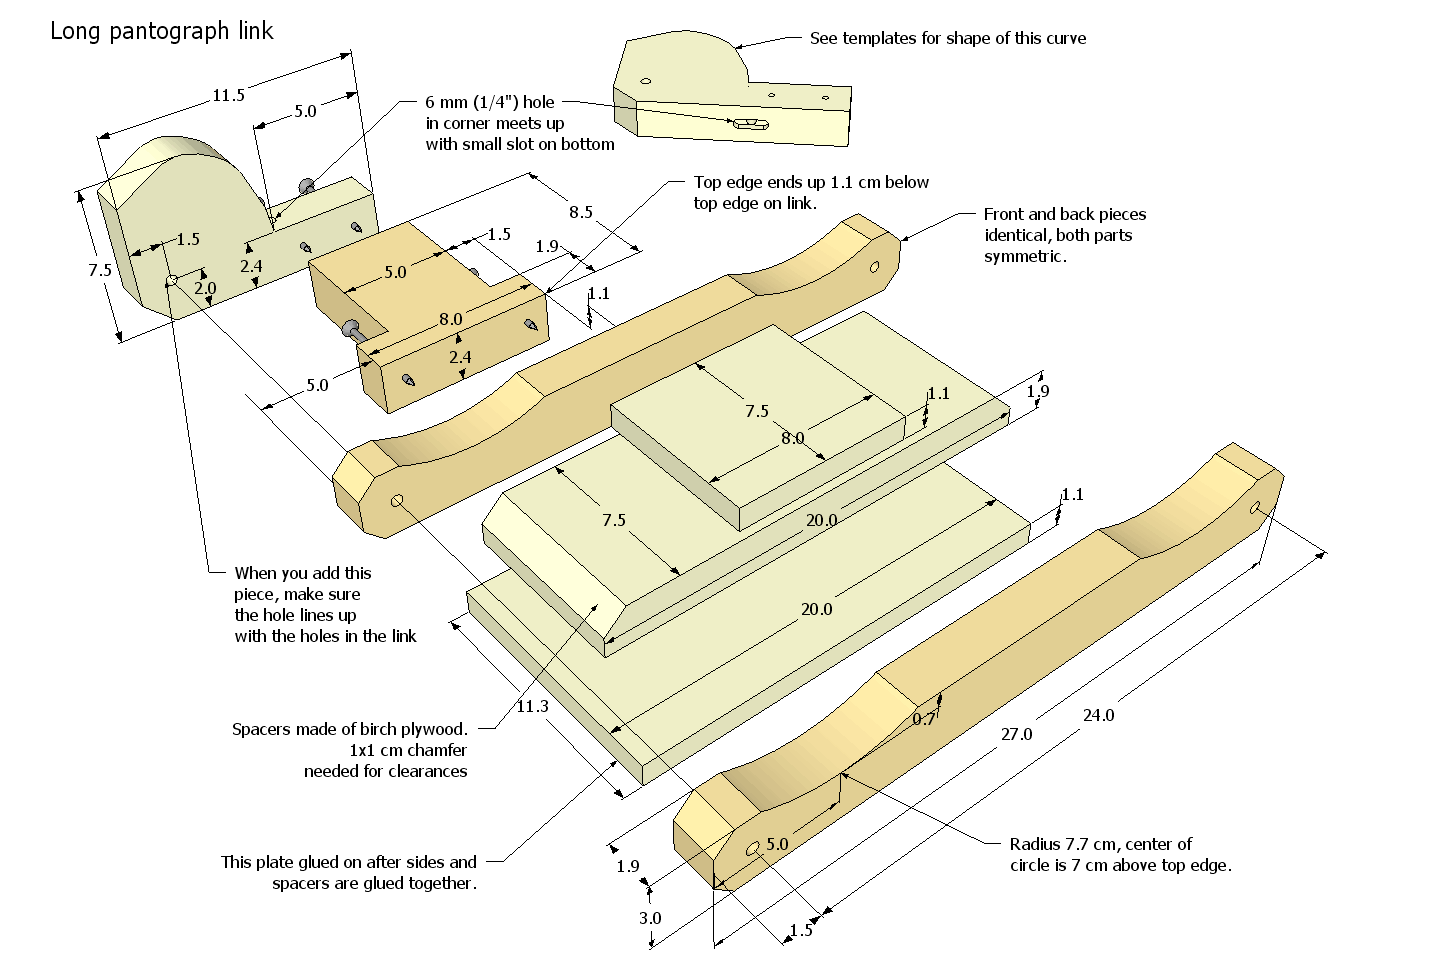 Long pantograph link
See templates for shape of this curve
11.5
5.0
6 mm (1/4") hole
in corner meets up
with small slot on bottom
Top edge ends up 1.1 cm below
top edge on link.
Front and back pieces
identical, both parts
symmetric.
8.5
1.5
1.5
1.9
7.5
2.4
2.0
5.0
1.1
8.0
2.4
5.0
1.1
1.9
7.5
8.0
20.0
7.5
1.1
20.0
When you add this
piece, make sure
the hole lines up
with the holes in the link
11.3
Spacers made of birch plywood.
1x1 cm chamfer
needed for clearances
0.7
24.0
27.0
This plate glued on after sides and
spacers are glued together.
5.0
Radius 7.7 cm, center of
circle is 7 cm above top edge.
1.9
3.0
1.5